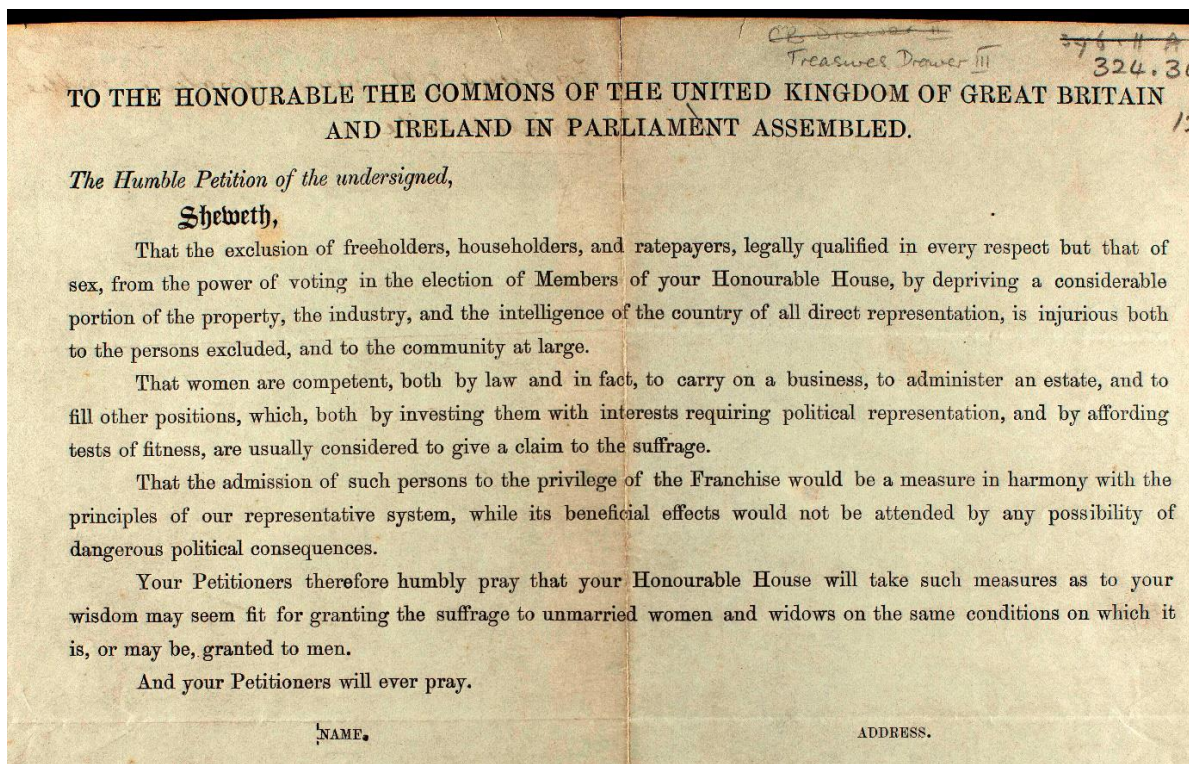 Treasures Drawer III
324.3
TO THE HONOURABLE THE COMMONS OF THE UNITED KINGDOM OF GREAT BRITAIN
AND IRELAND IN PARLIAMENT ASSEMBLED.
The Humble Petition of the undersigned,
Sheweth,
That the exclusion of freeholders, householders, and ratepayers, legally qualified in every respect but that of
sex, from the power of voting in the election of Members of your Honourable House, by depriving a considerable
portion of the property, the industry, and the intelligence of the country of all direct representation, is injurious both
to the persons excluded, and to the community at large.
That women are competent, both by law and in fact, to carry on a business, to administer an estate, and to
fill other positions, which, both by investing them with interests requiring political representation, and by affording
tests of fitness, are usually considered to give a claim to the suffrage.
That the admission of such persons to the privilege of the Franchise would be a measure in harmony with the
principles of our representative system, while its beneficial effects would not be attended by any possibility of
dangerous political consequences.
Your Petitioners therefore humbly pray that your Honourable House will take such measures as to your
wisdom may seem fit for granting the suffrage to unmarried women and widows on the same conditions on which it
is, or may be, granted to men.
And your Petitioners will ever pray.
NAME. ADDRESS.